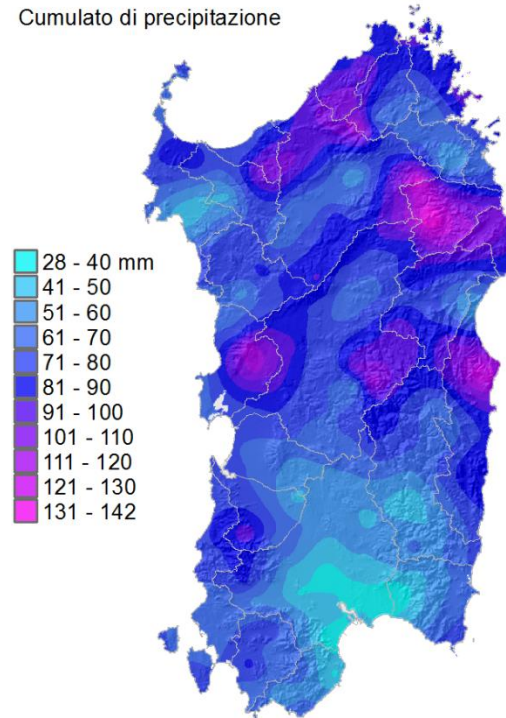 Cumulato di precipitazione
28 - 40 mm
41 - 50
51 - 60
61 - 70
71 - 80
81 - 90
91 - 100
101 - 110
111 - 120
121 - 130
131 - 142